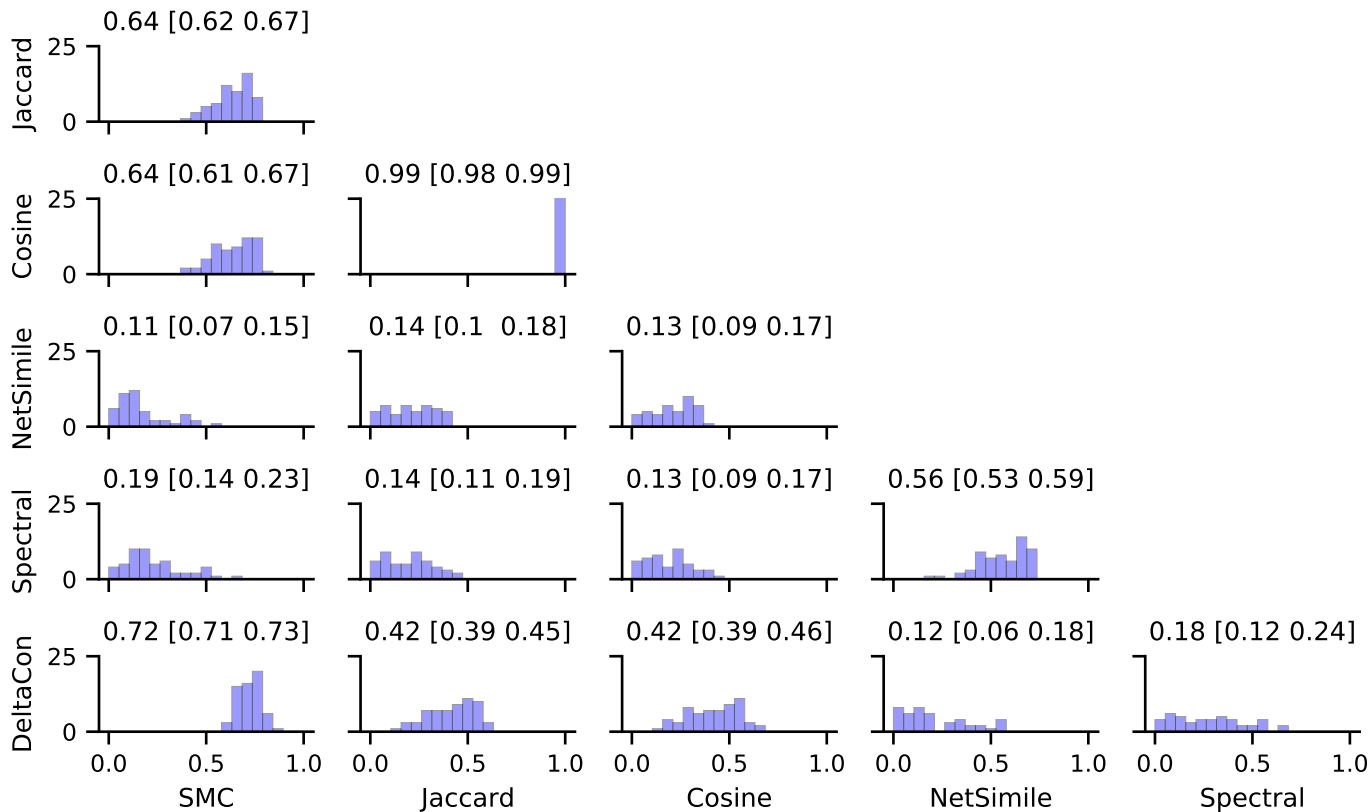 0.64 [0.62 0.67]
Jaccard
25
0
0.64 [0.61 0.67]
0.99 [0.98 0.99]
Cosine
25
0
0.11 [0.07 0.15]
0.14 [0.1  0.18]
0.13 [0.09 0.17]
NetSimile
25
0
0.19 [0.14 0.23]
0.14 [0.11 0.19]
0.13 [0.09 0.17]
0.56 [0.53 0.59]
Spectral
25
0
0.72 [0.71 0.73]
0.42 [0.39 0.45]
0.42 [0.39 0.46]
0.12 [0.06 0.18]
0.18 [0.12 0.24]
DeltaCon
25
0
0.0 0.5 1.0
0.0 0.5 1.0
0.0 0.5 1.0
0.0 0.5 1.0
0.0 0.5 1.0
SMC
Jaccard
Cosine
NetSimile
Spectral